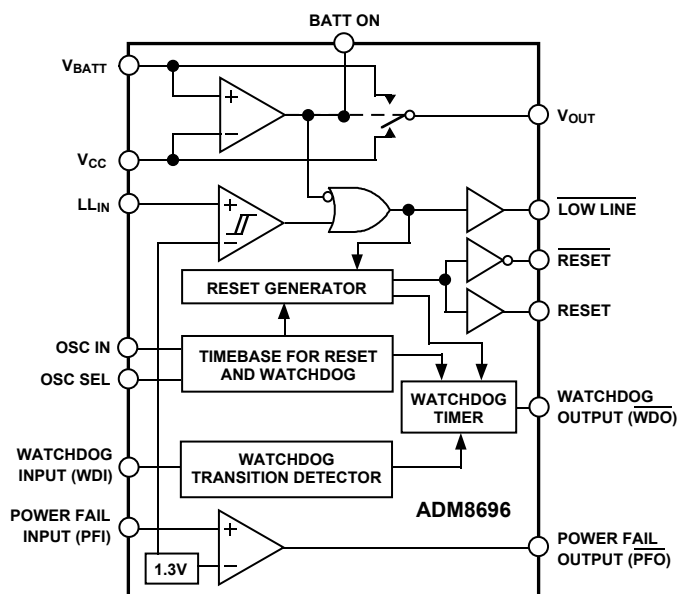 BATT ON
VBATT
VOUT
VCC
LLIN
LOW LINE
RESET
RESET GENERATOR
RESET
OSC IN
TIMEBASE FOR RESET
AND WATCHDOG
OSC SEL
WATCHDOG
TIMER
WATCHDOG
OUTPUT (WDO)
WATCHDOG
INPUT (WDI)
WATCHDOG
TRANSITION DETECTOR
ADM8696
POWER FAIL
INPUT (PFI)
POWER FAIL
OUTPUT (PFO)
1.3V